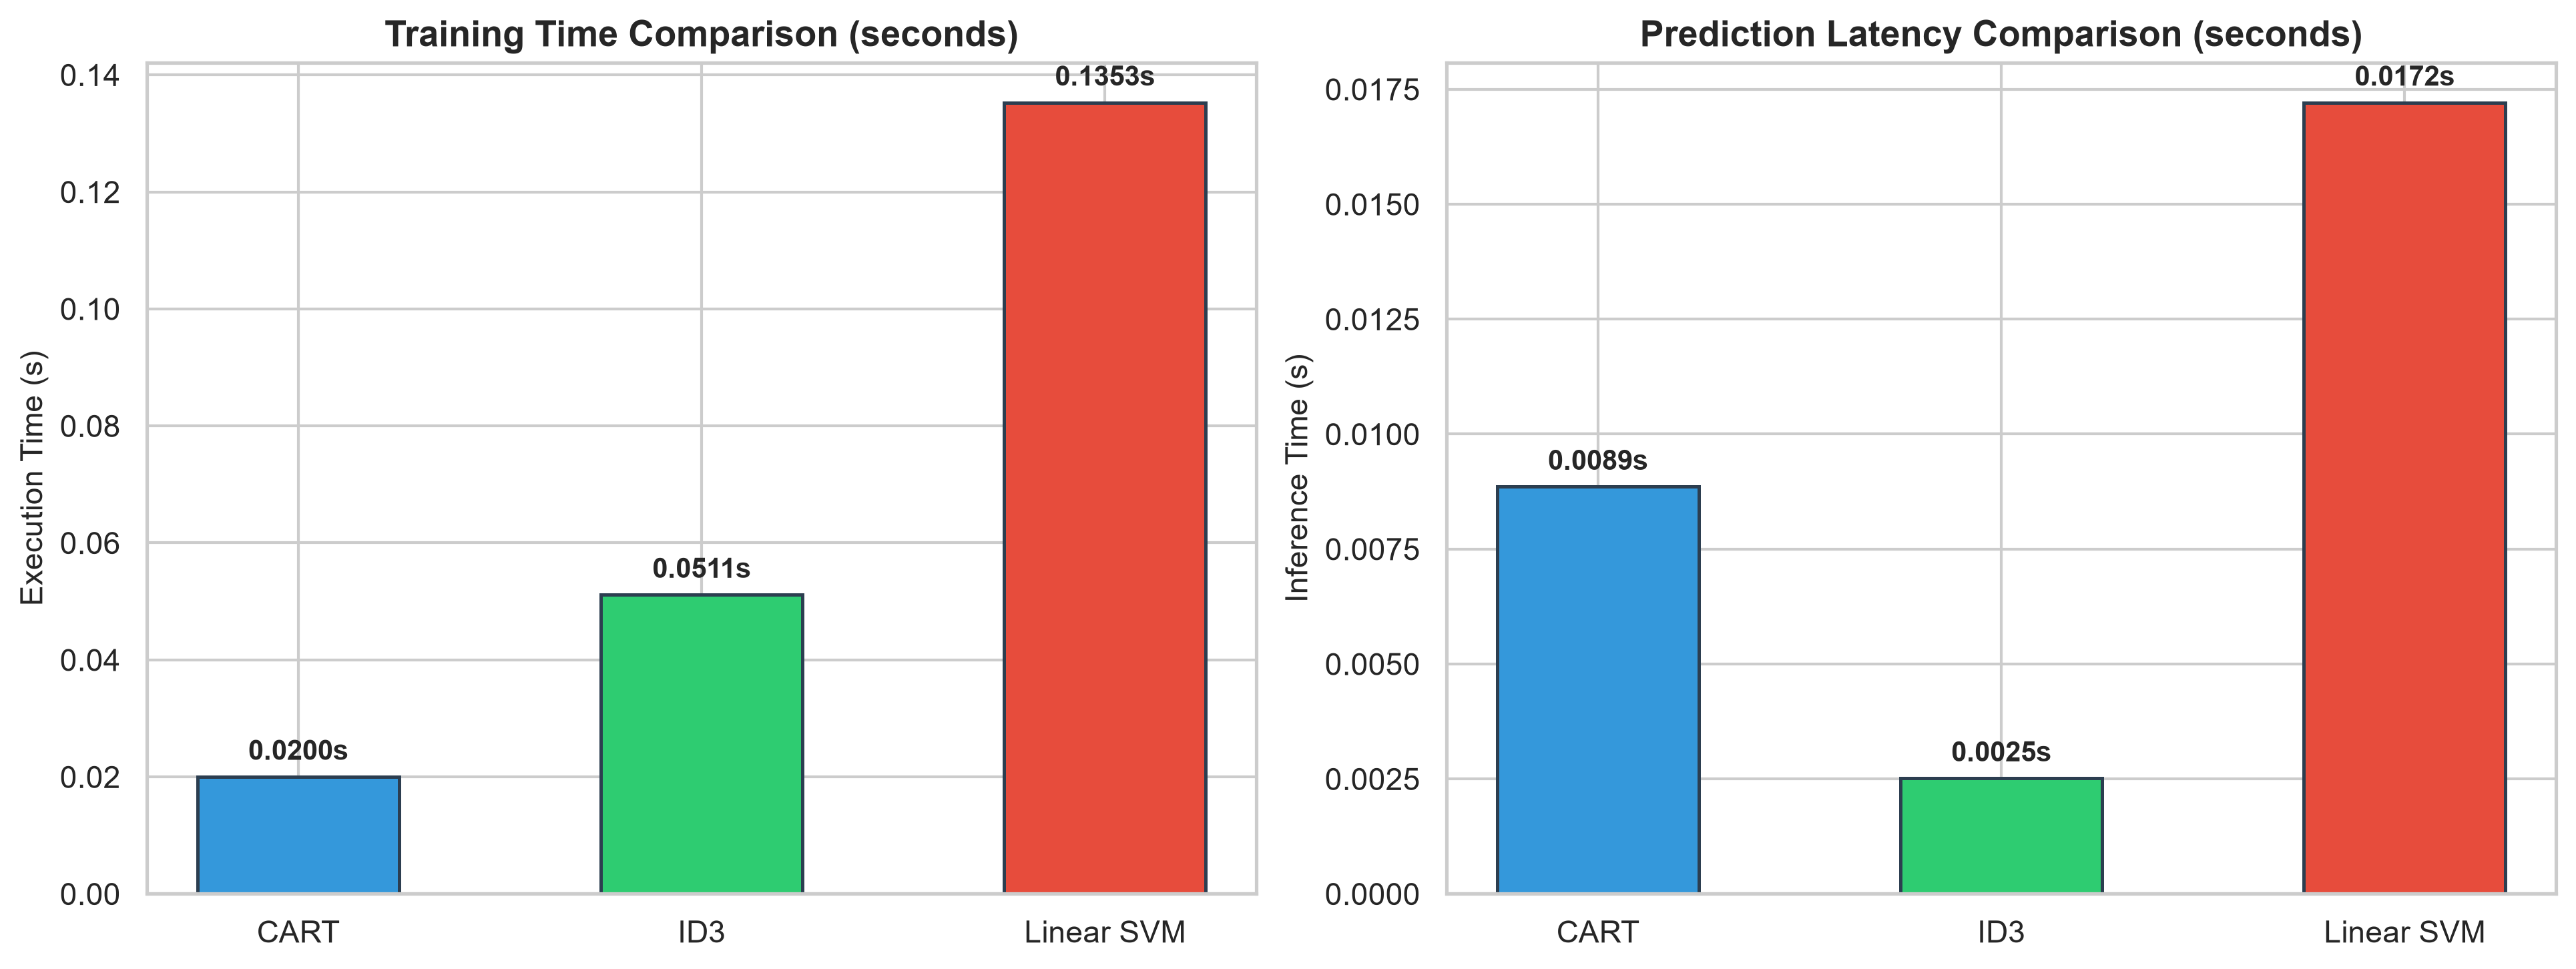 Training Time Comparison (seconds)
Execution Time (s)
0.14
0.12
0.10
0.08
0.06
0.04
0.02
0.00
0.0200s
0.0511s
0.1353s
CART
ID3
Linear SVM
Prediction Latency Comparison (seconds)
Inference Time (s)
0.0175
0.0150
0.0125
0.0100
0.0075
0.0050
0.0025
0.0000
0.0089s
0.0025s
0.0172s
CART
ID3
Linear SVM